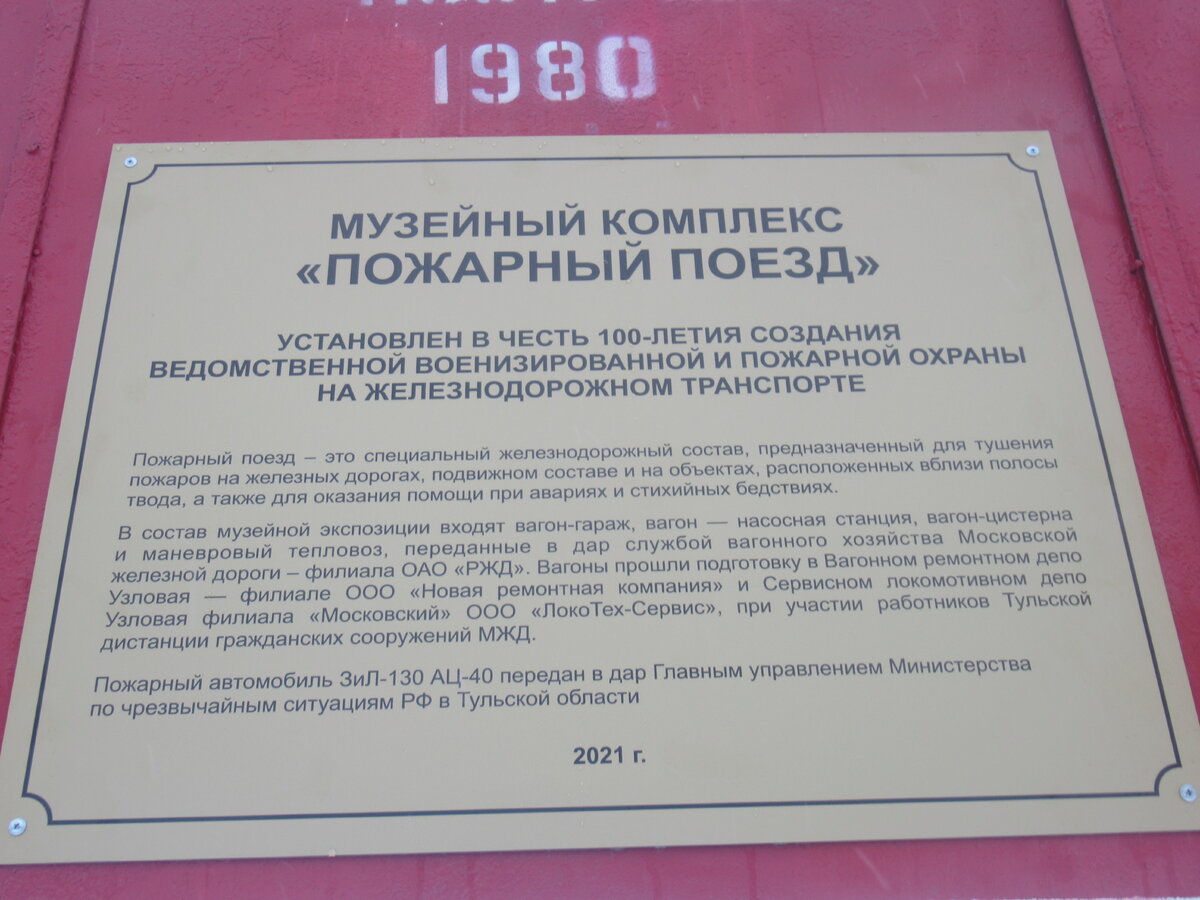 1980
МУЗЕЙНЫЙ КОМПЛЕКС
«ПОЖАРНЫЙ ПОЕЗД»
УСТАНОВЛЕН В ЧЕСТЬ 100-ЛЕТИЯ СОЗДАНИЯ
ВЕДОМСТВЕННОЙ ВОЕНИЗИРОВАННОЙ И ПОЖАРНОЙ ОХРАНЫ
НА ЖЕЛЕЗНОДОРОЖНОМ ТРАНСПОРТЕ
Пожарный поезд – это специальный железнодорожный состав, предназначенный для тушения
пожаров на железных дорогах, подвижном составе и на объектах, расположенных вблизи полосы
твода, а также для оказания помощи при авариях и стихийных бедствиях.
В состав музейной экспозиции входят вагон-гараж, вагон — насосная станция, вагон-цистерна
и маневровый тепловоз, переданные в дар службой вагонного хозяйства Московской
железной дороги – филиала ОАО «РЖД». Вагоны прошли подготовку в Вагонном ремонтном депо
Узловая — филиале ООО «Новая ремонтная компания» и Сервисном локомотивном депо
Узловая филиала «Московский» ООО «ЛокоТех-Сервис», при участии работников Тульской
дистанции гражданских сооружений МЖД.
Пожарный автомобиль ЗиЛ-130 АЦ-40 передан в дар Главным управлением Министерства
по чрезвычайным ситуациям РФ в Тульской области
2021 г.